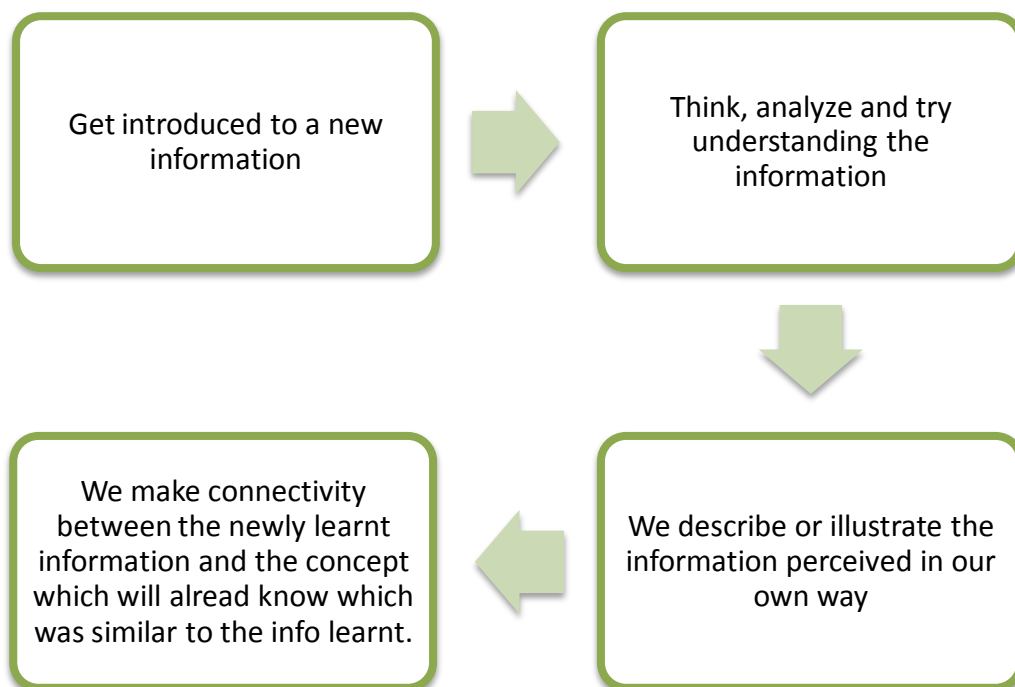 Get introduced to a new
information
Think, analyze and try
understanding the
information
We describe or illustrate the
information perceived in our
own way
We make connectivity
between the newly learnt
information and the concept
which will alread know which
was similar to the info learnt.